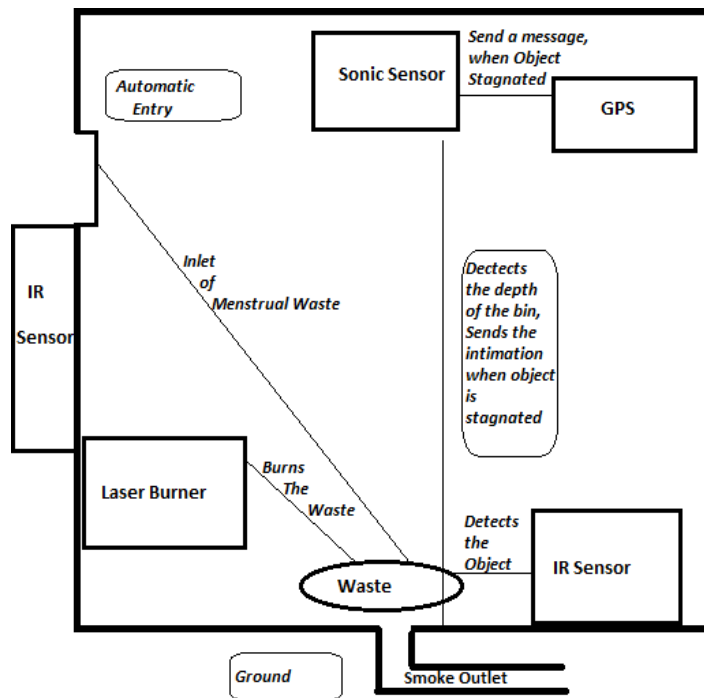 Send a message,
when Object
Stagnated
Sonic Sensor
GPS
Automatic
Entry
Inlet
of
Menstrual Waste
IR
Sensor
Dectects
the depth
of the bin,
Sends the
intimation
when object
is
stagnated
Laser Burner
Burns
The
Waste
Detects
the
Object
IR Sensor
Waste
Ground
Smoke Outlet